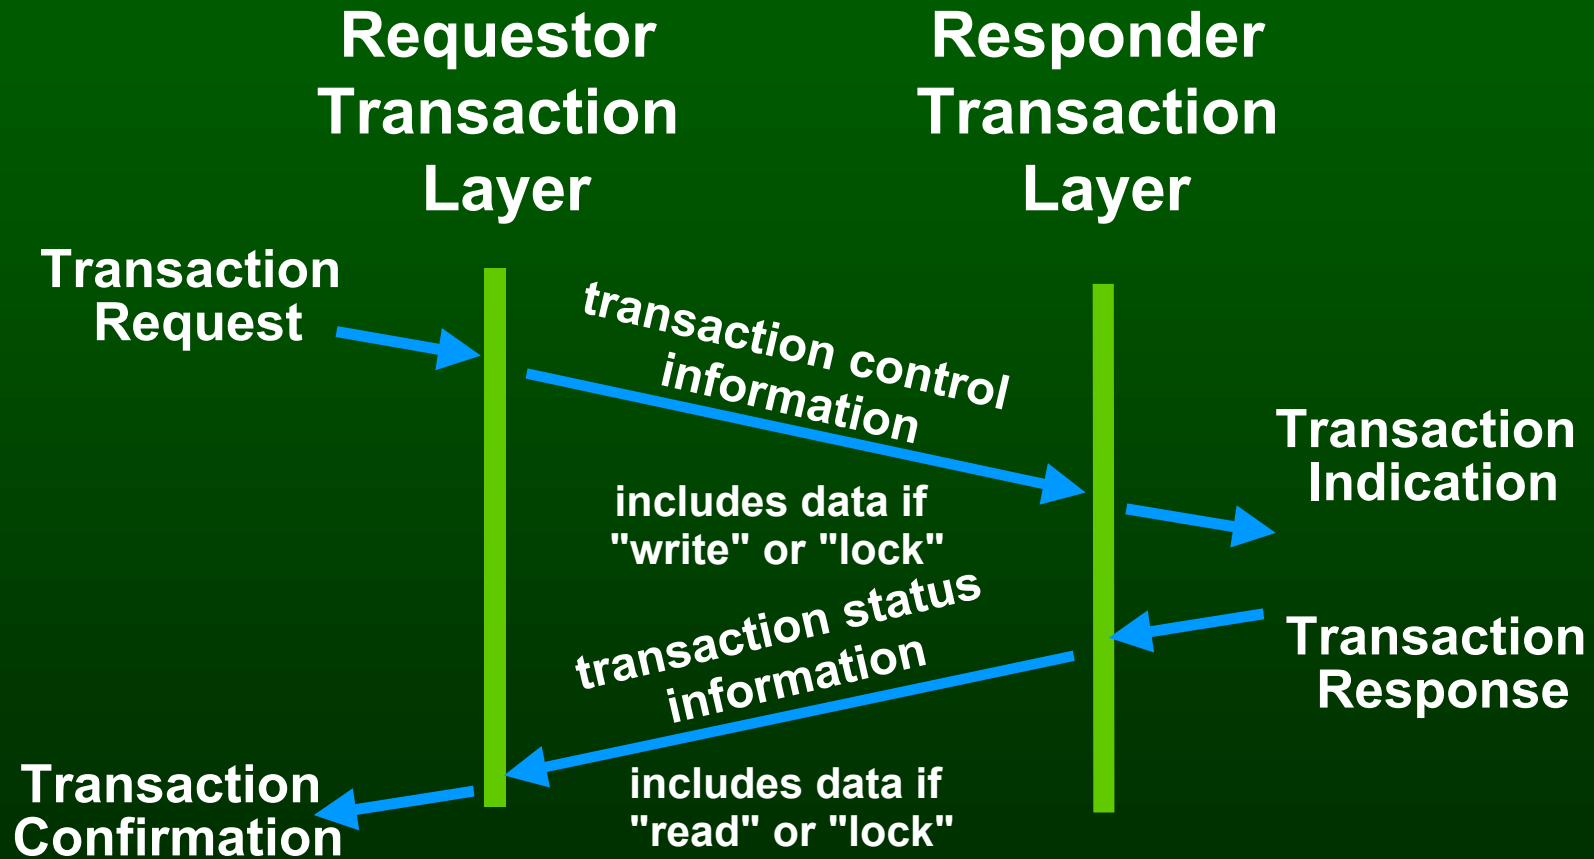 Requestor
Transaction
Layer
Responder
Transaction
Layer
Transaction
Request
transaction control
information
includes data if
"write" or "lock"
Transaction
Indication
transaction status
information
Transaction
Response
includes data if
"read" or "lock"
Transaction
Confirmation